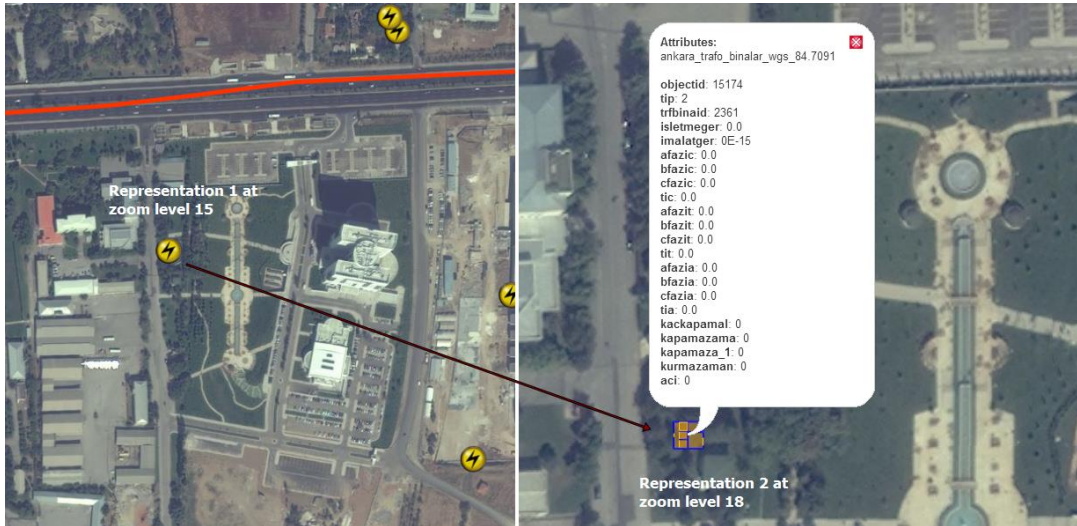 Representation 1 at
zoom level 15
Attributes:
ankara_trafo_binalar_wgs_84.7091
objectid: 15174
tip: 2
trfbinaid: 2361
isletmeger: 0.0
imalatger: 0E-15
afazic: 0.0
bfazic: 0.0
cfazic: 0.0
tic: 0.0
afazit: 0.0
bfazit: 0.0
cfazit: 0.0
tit: 0.0
afazia: 0.0
bfazia: 0.0
cfazia: 0.0
tia: 0.0
kackapamal: 0
kapamazama: 0
kapamaza_1: 0
kurmazaman: 0
aci: 0
Representation 2 at
zoom level 18